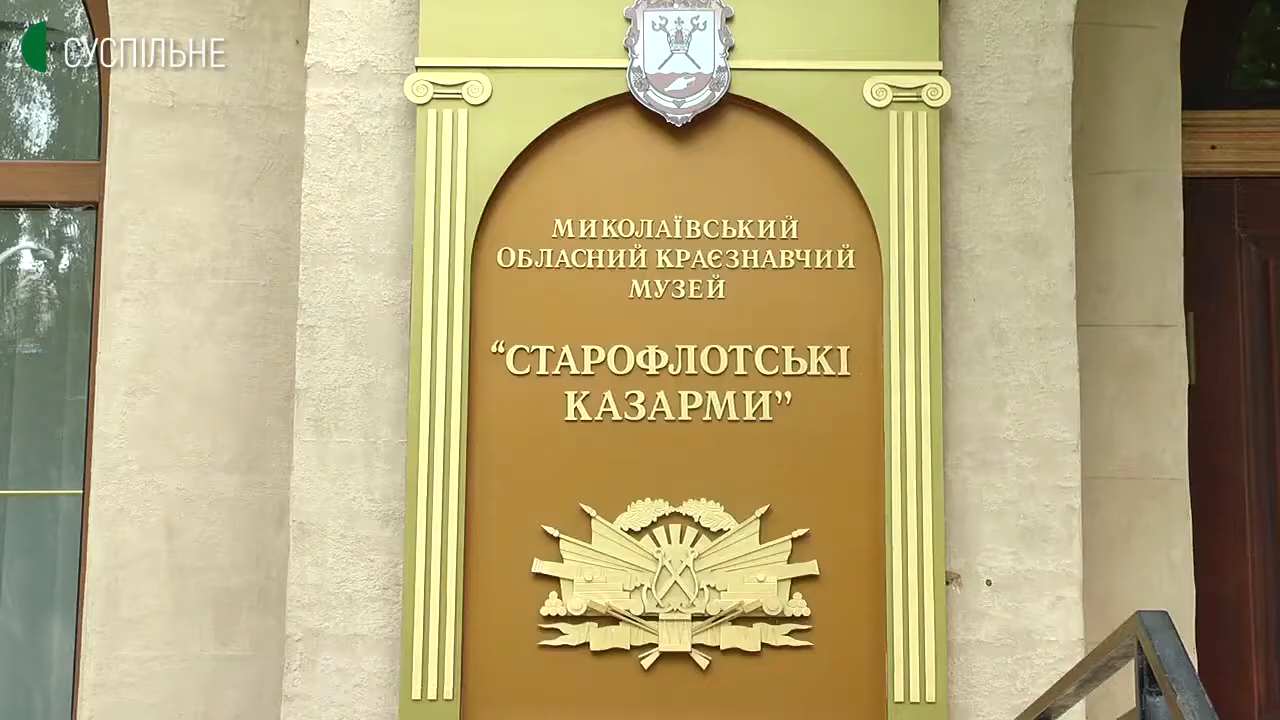 СУСПІЛЬНЕ
МИКОЛАЇВСЬКИЙ
ОБЛАСНИЙ КРАЄЗНАВЧИЙ
МУЗЕЙ
“СТАРОФЛОТСЬКІ
КАЗАРМИ”